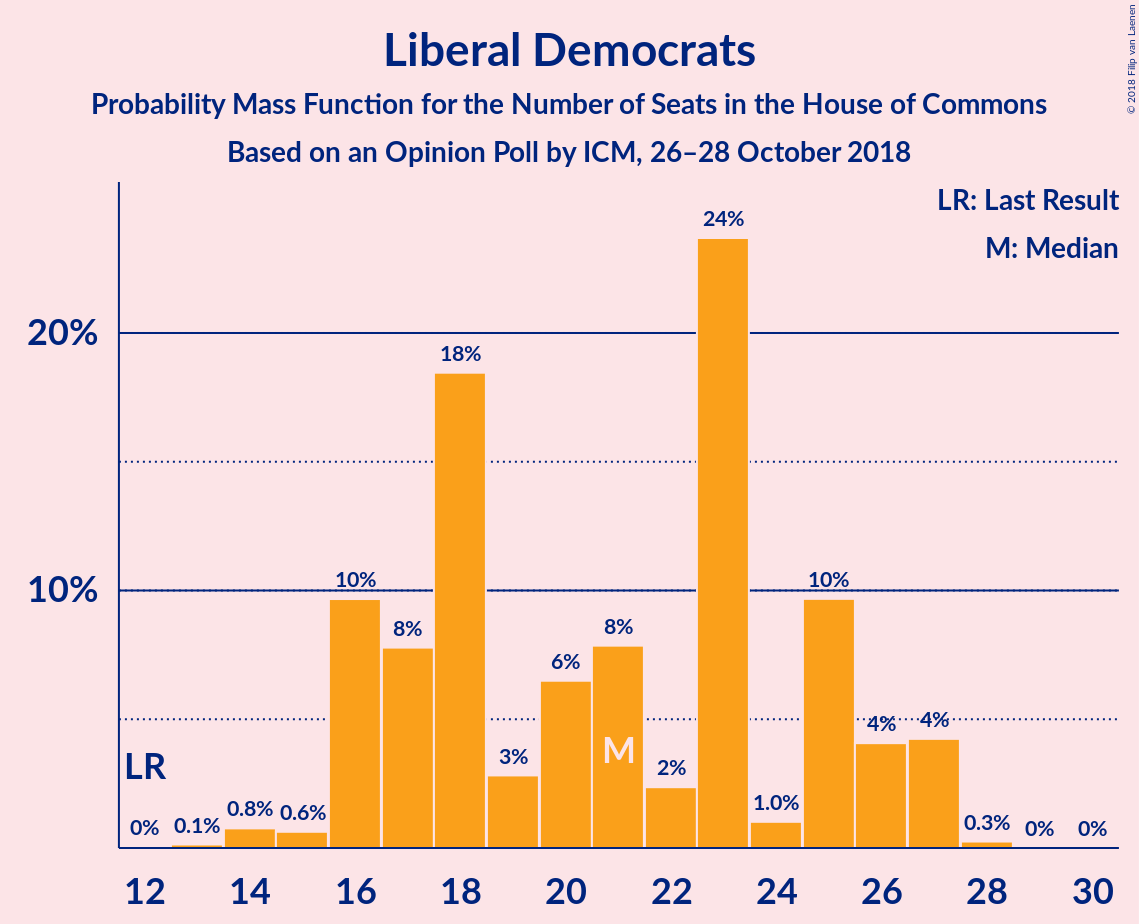 Liberal Democrats
Probability Mass Function for the Number of Seats in the House of Commons
Based on an Opinion Poll by ICM, 26–28 October 2018
© 2018 Filip van Laenen
LR: Last Result
M: Median
20%
10%
0%
0.1%
0.8%
0.6%
10%
8%
18%
3%
6%
8%
2%
24%
1.0%
10%
4%
4%
0.3%
0%
0%
LR
M
12 14 16 18 20 22 24 26 28 30